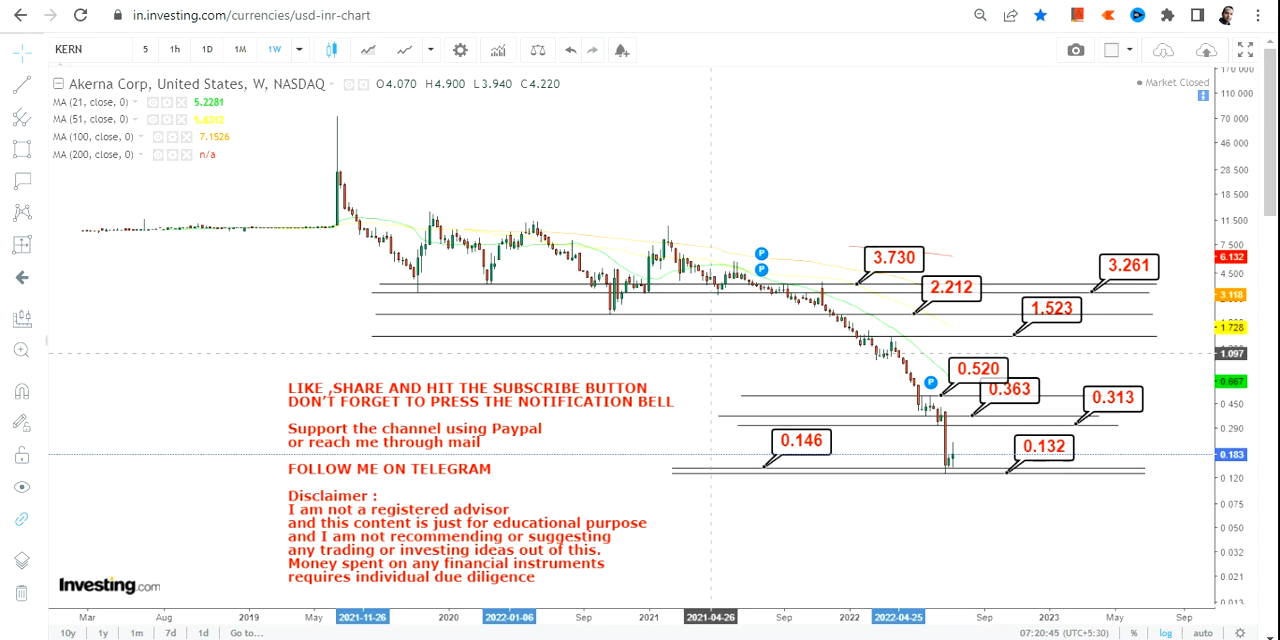 in.investing.com/currencies/usd-inr-chart
KERN
5
1h
1D
1M
1W
Akerna Corp, United States, W, NASDAQ
O4.070 H4.900 L3.940 C4.220
Market Closed
MA (21, close, 0) 5.2281
MA (51, close, 0)
MA (100, close, 0) 7.1526
MA (200, close, 0) n/a
170 000
110 000
70 000
46 000
28.500
18.500
11.500
7.500
6.132
4.500
3.118
1.728
1.097
0.667
0.450
0.290
0.183
0.120
0.075
0.050
0.032
0.021
0.013
3.730
3.261
2.212
1.523
0.520
0.363
0.313
0.146
0.132
P
P
P
LIKE ,SHARE AND HIT THE SUBSCRIBE BUTTON
DON'T FORGET TO PRESS THE NOTIFICATION BELL
Support the channel using Paypal
or reach me through mail
FOLLOW ME ON TELEGRAM
Disclaimer :
I am not a registered advisor
and this content is just for educational purpose
and I am not recommending or suggesting
any trading or investing ideas out of this.
Money spent on any financial instruments
requires individual due diligence
Investing.com
Mar Aug 2019 May 2021-11-26 2020 2022-01-06 Sep 2021 2021-04-26 Sep 2022 2022-04-25 Sep 2023 May Sep
10y 1y 1m 7d 1d Go to...
07:20:45 (UTC+5:30) % log auto